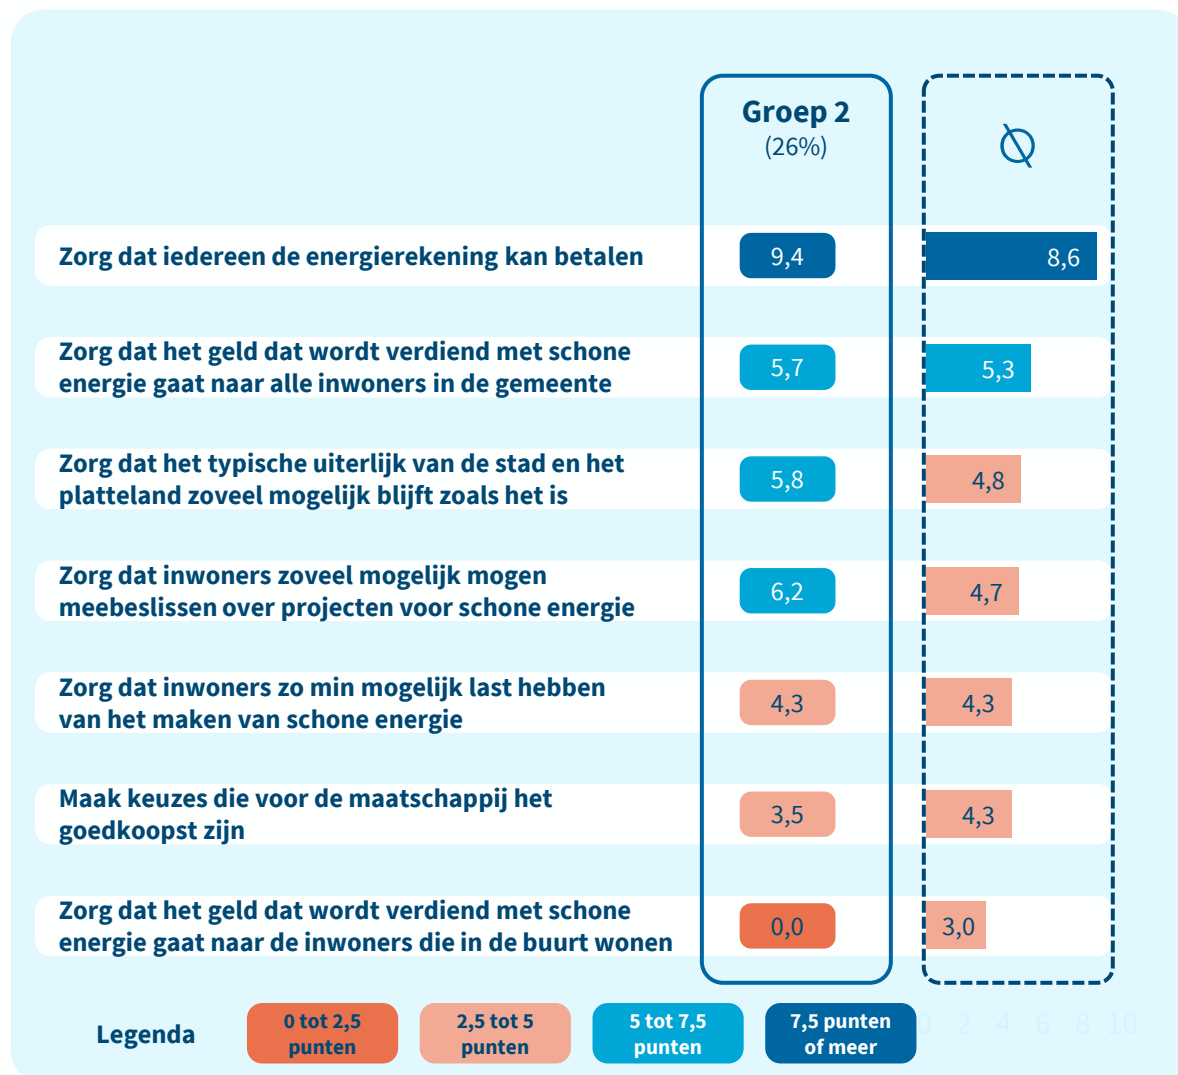 Groep 2
(26%)
Ø
Zorg dat iedereen de energierekening kan betalen
9,4
8,6
Zorg dat het geld dat wordt verdiend met schone
energie gaat naar alle inwoners in de gemeente
5,7
5,3
Zorg dat het typische uiterlijk van de stad en het
platteland zoveel mogelijk blijft zoals het is
5,8
4,8
Zorg dat inwoners zoveel mogelijk mogen
meebeslissen over projecten voor schone energie
6,2
4,7
Zorg dat inwoners zo min mogelijk last hebben
van het maken van schone energie
4,3
4,3
Maak keuzes die voor de maatschappij het
goedkoopst zijn
3,5
4,3
Zorg dat het geld dat wordt verdiend met schone
energie gaat naar de inwoners die in de buurt wonen
0,0
3,0
Legenda
0 tot 2,5
punten
2,5 tot 5
punten
5 tot 7,5
punten
7,5 punten
of meer
0 2 4 6 8 10